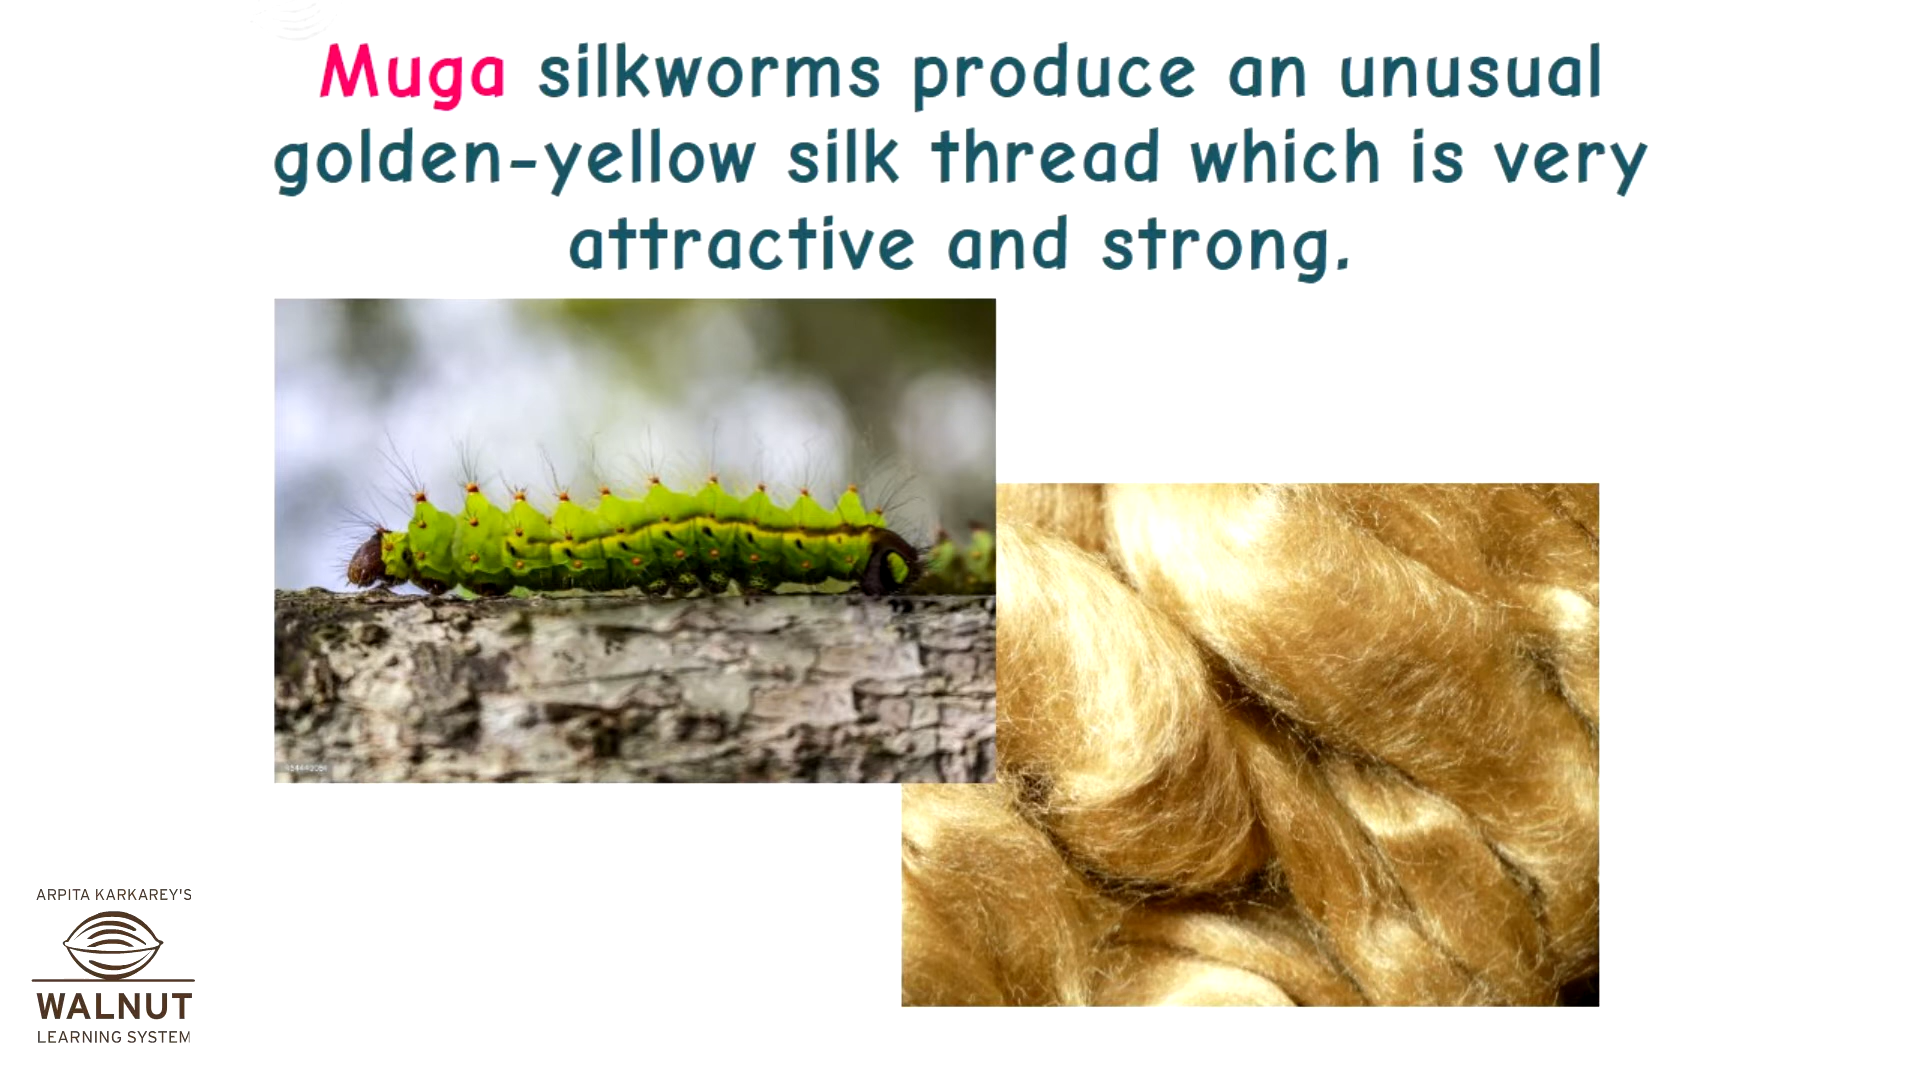 Muga silkworms produce an unusual
golden-yellow silk thread which is very
attractive and strong.
ARPITA KARKAREY'S
WALNUT
LEARNING SYSTEM